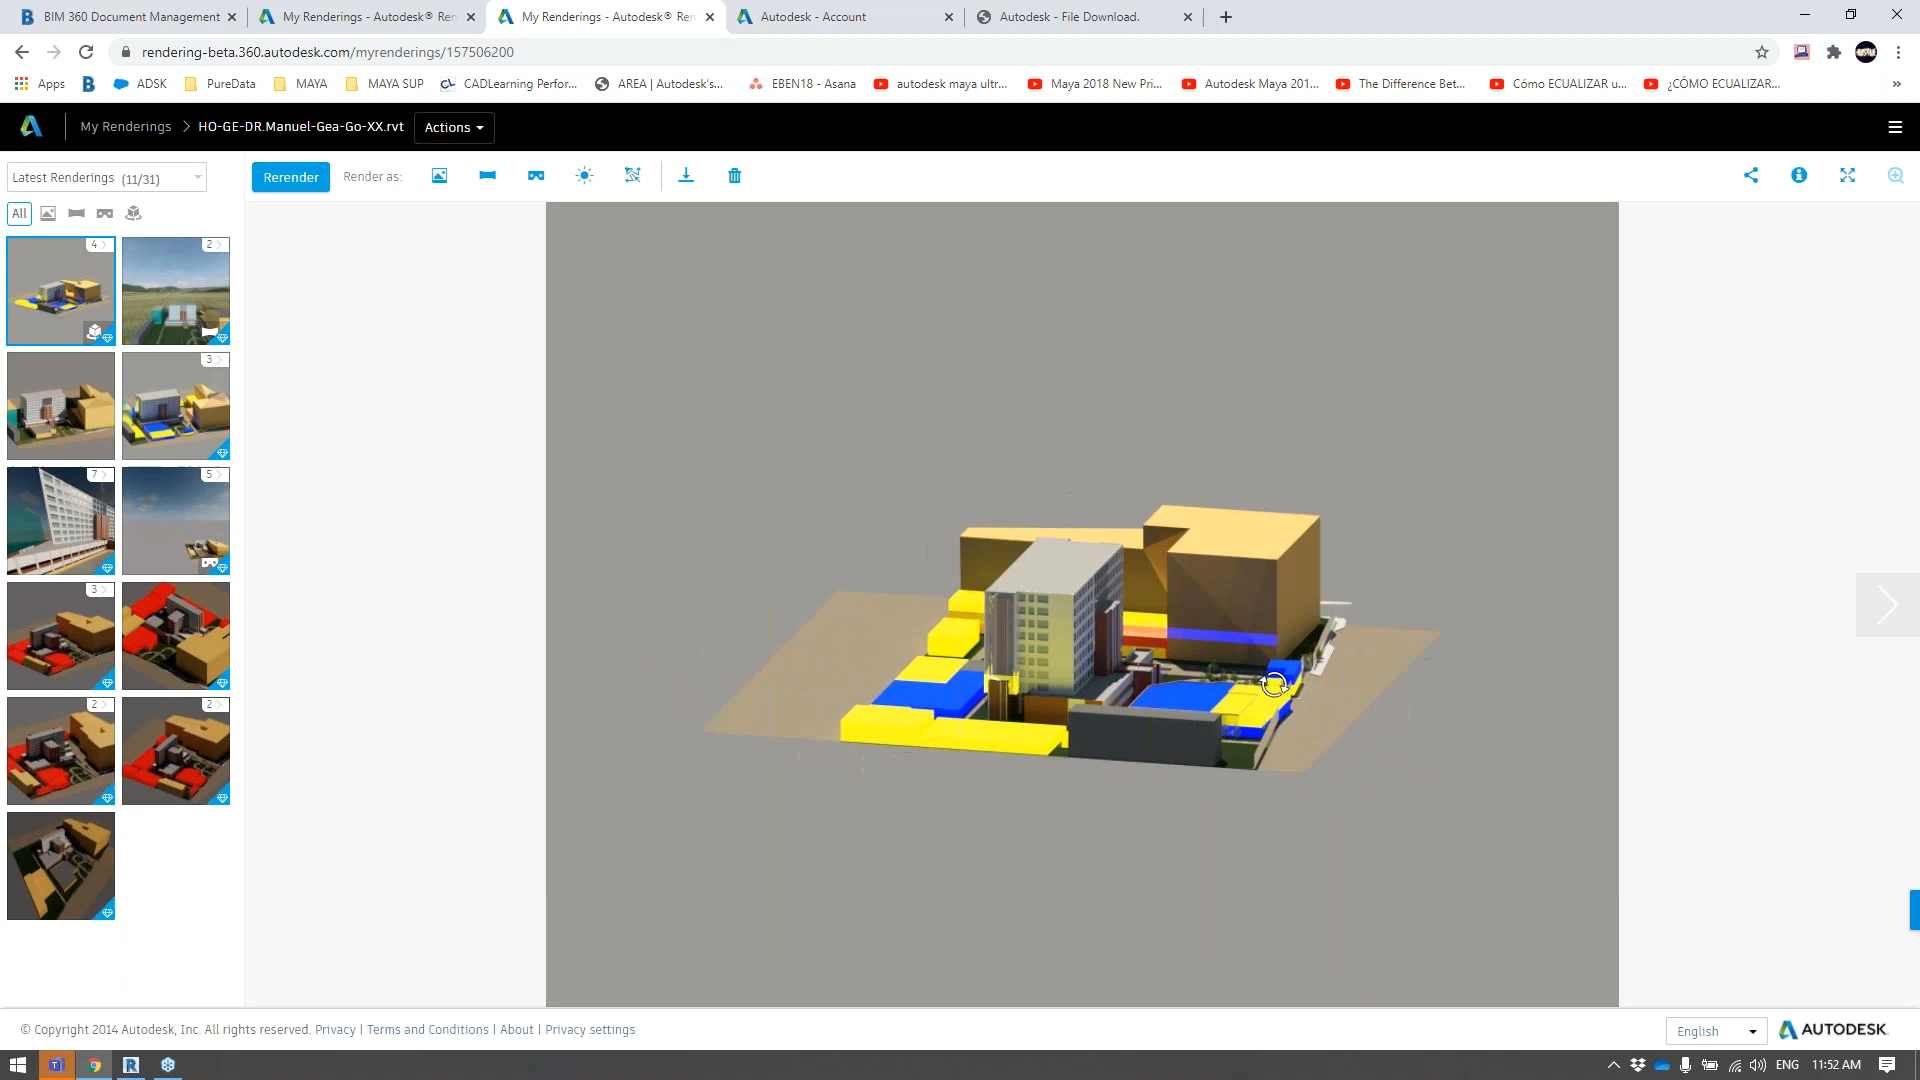 BIM 360 Document Management
My Renderings - Autodesk® Ren
My Renderings - Autodesk® Ren
Autodesk - Account
Autodesk - File Download.
rendering-beta.360.autodesk.com/myrenderings/157506200
Apps
ADSK
PureData
MAYA
MAYA SUP
CADLearning Perfor...
AREA | Autodesk's...
EBEN18 - Asana
autodesk maya ultr...
Maya 2018 New Pri...
Autodesk Maya 201...
The Difference Bet...
Cómo ECUALIZAR u...
¿CÓMO ECUALIZAR...
My Renderings
HO-GE-DR.Manuel-Gea-Go-XX.rvt
Actions
Latest Renderings (11/31)
Rerender
Render as:
All
4
2
3
7
5
3
2
2
© Copyright 2014 Autodesk, Inc. All rights reserved. Privacy | Terms and Conditions | About | Privacy settings
English
AUTODESK
ENG
11:52 AM